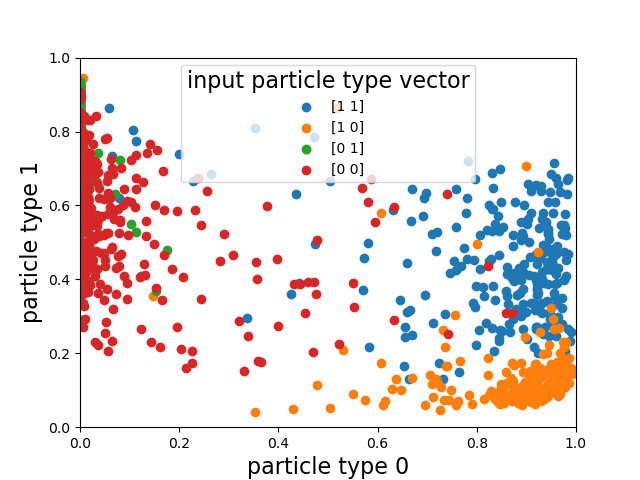 1.0
0.8
0.6
0.4
0.2
0.0
particle type 1
input particle type vector
[1 1]
[1 0]
[0 1]
[0 0]
0.0 0.2 0.4 0.6 0.8 1.0
particle type 0